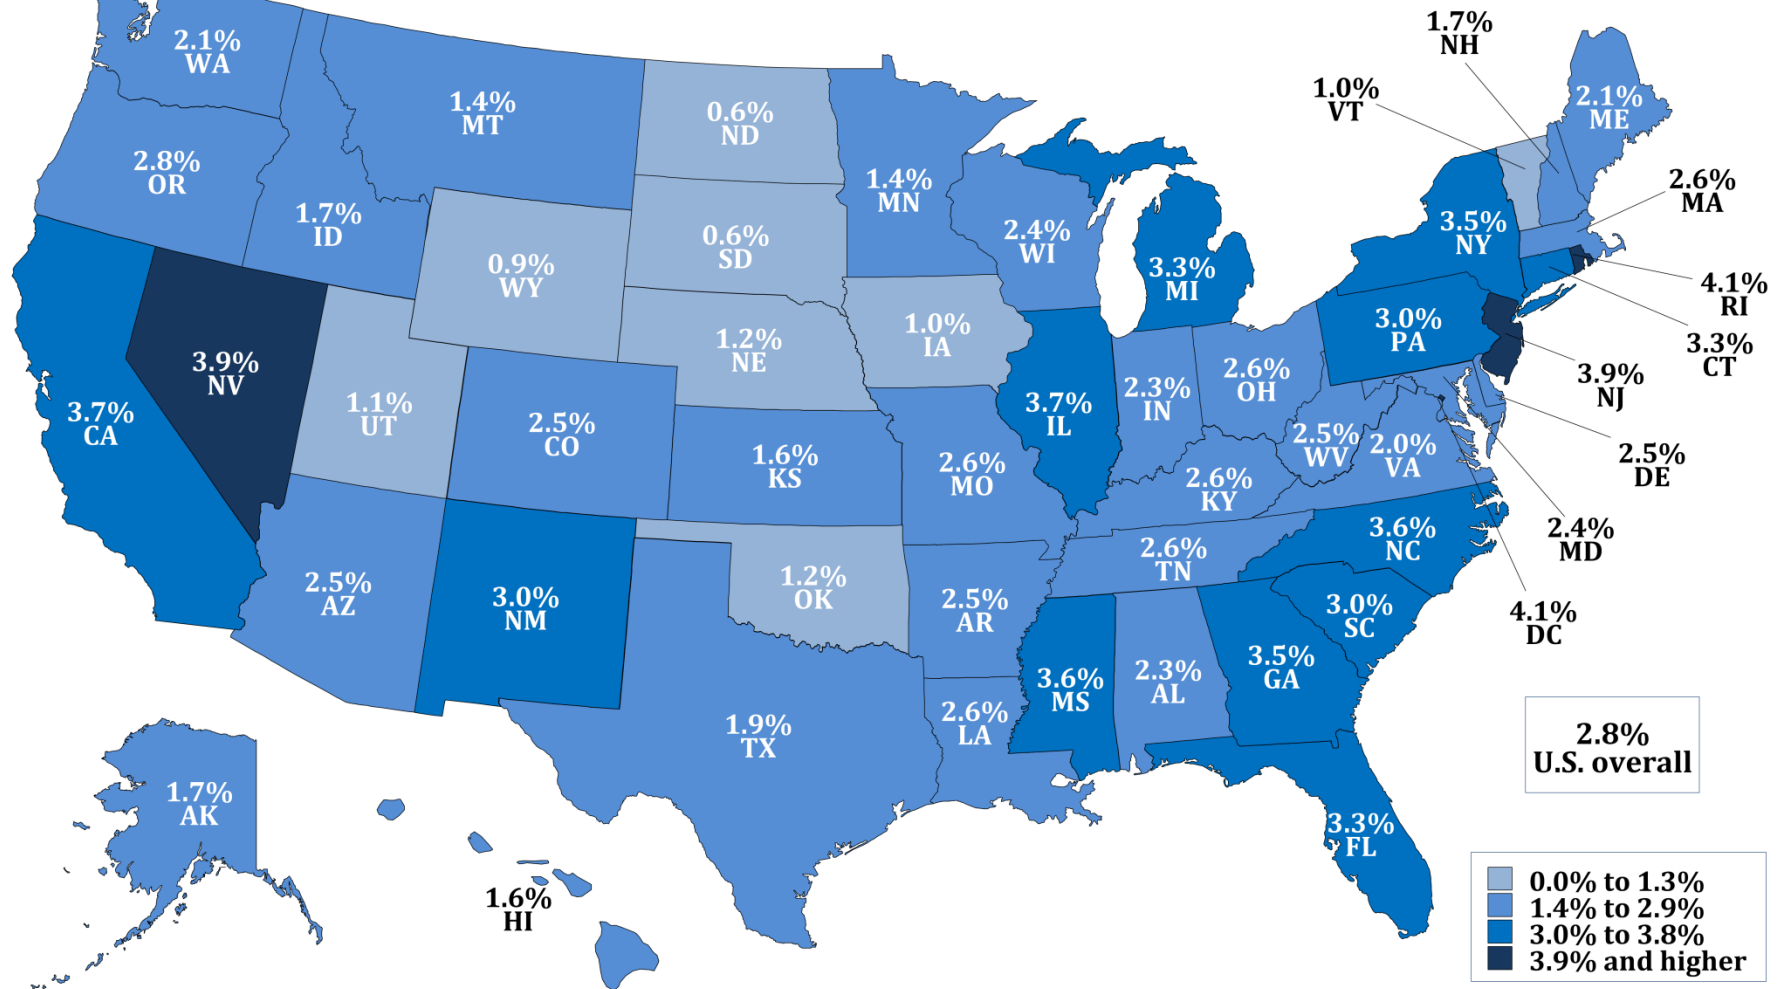 2.1%
WA
1.4%
MT
0.6%
ND
1.7%
NH
1.0%
VT
2.1%
ME
2.8%
OR
1.7%
ID
0.9%
WY
0.6%
SD
1.4%
MN
2.4%
WI
3.3%
MI
3.5%
NY
2.6%
MA
4.1%
RI
3.3%
CT
3.9%
NJ
3.0%
PA
3.7%
CA
3.9%
NV
1.1%
UT
2.5%
CO
1.2%
NE
1.0%
IA
1.6%
KS
2.6%
MO
3.7%
IL
2.3%
IN
2.6%
OH
2.5%
WV
2.0%
VA
2.5%
DE
2.4%
MD
4.1%
DC
2.6%
KY
2.6%
TN
3.6%
NC
3.0%
SC
2.5%
AZ
3.0%
NM
1.2%
OK
2.5%
AR
3.6%
MS
2.3%
AL
3.5%
GA
1.9%
TX
2.6%
LA
3.3%
FL
1.7%
AK
1.6%
HI
2.8%
U.S. overall
0.0% to 1.3%
1.4% to 2.9%
3.0% to 3.8%
3.9% and higher